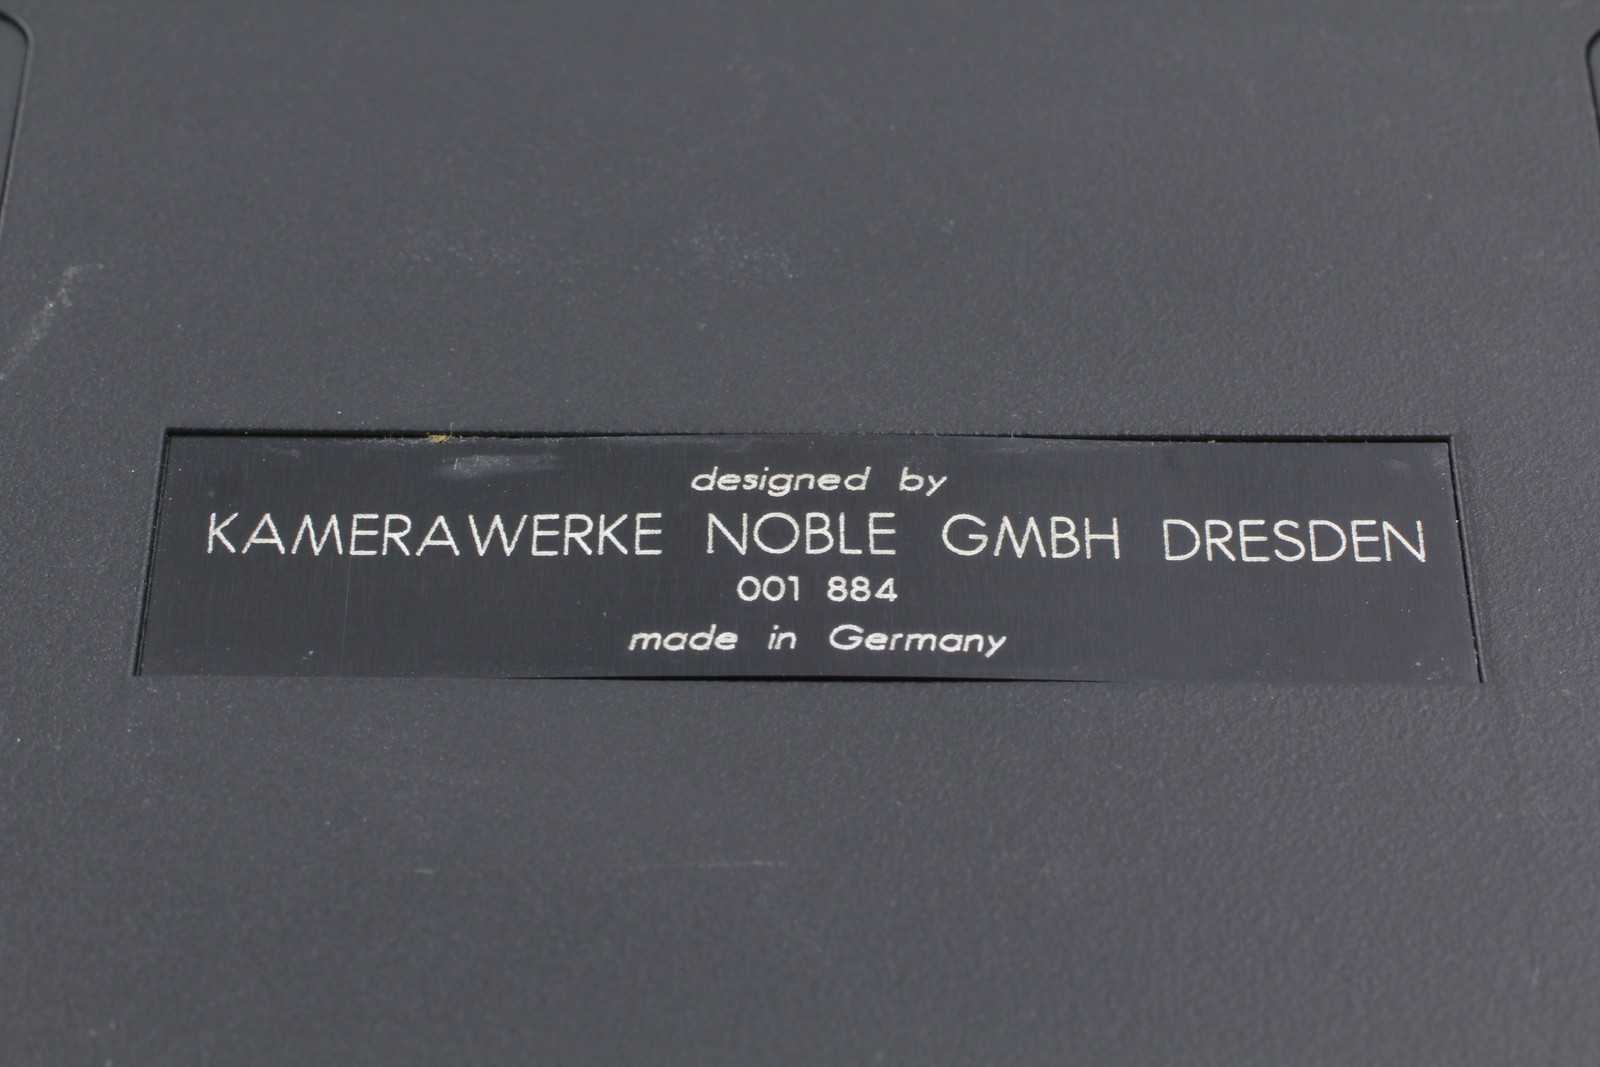 designed by
KAMERAWERKE NOBLE GMBH DRESDEN
001 884
made in Germany